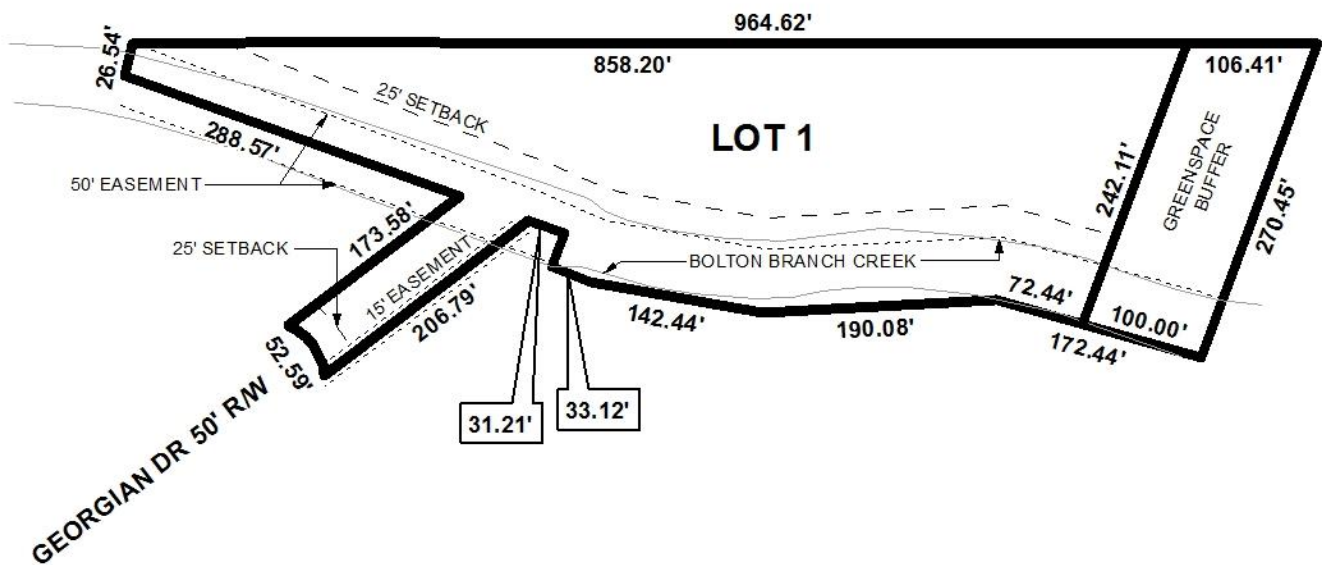 964.62'
858.20'
106.41'
26.54'
25' SETBACK
LOT 1
288.57'
50' EASEMENT
242.11'
GREENSPACE
BUFFER
270.45'
173.58'
25' SETBACK
15' EASEMENT
206.79'
BOLTON BRANCH CREEK
72.44'
100.00'
142.44'
190.08'
172.44'
52.59'
31.21'
33.12'
GEORGIAN DR 50' R/W